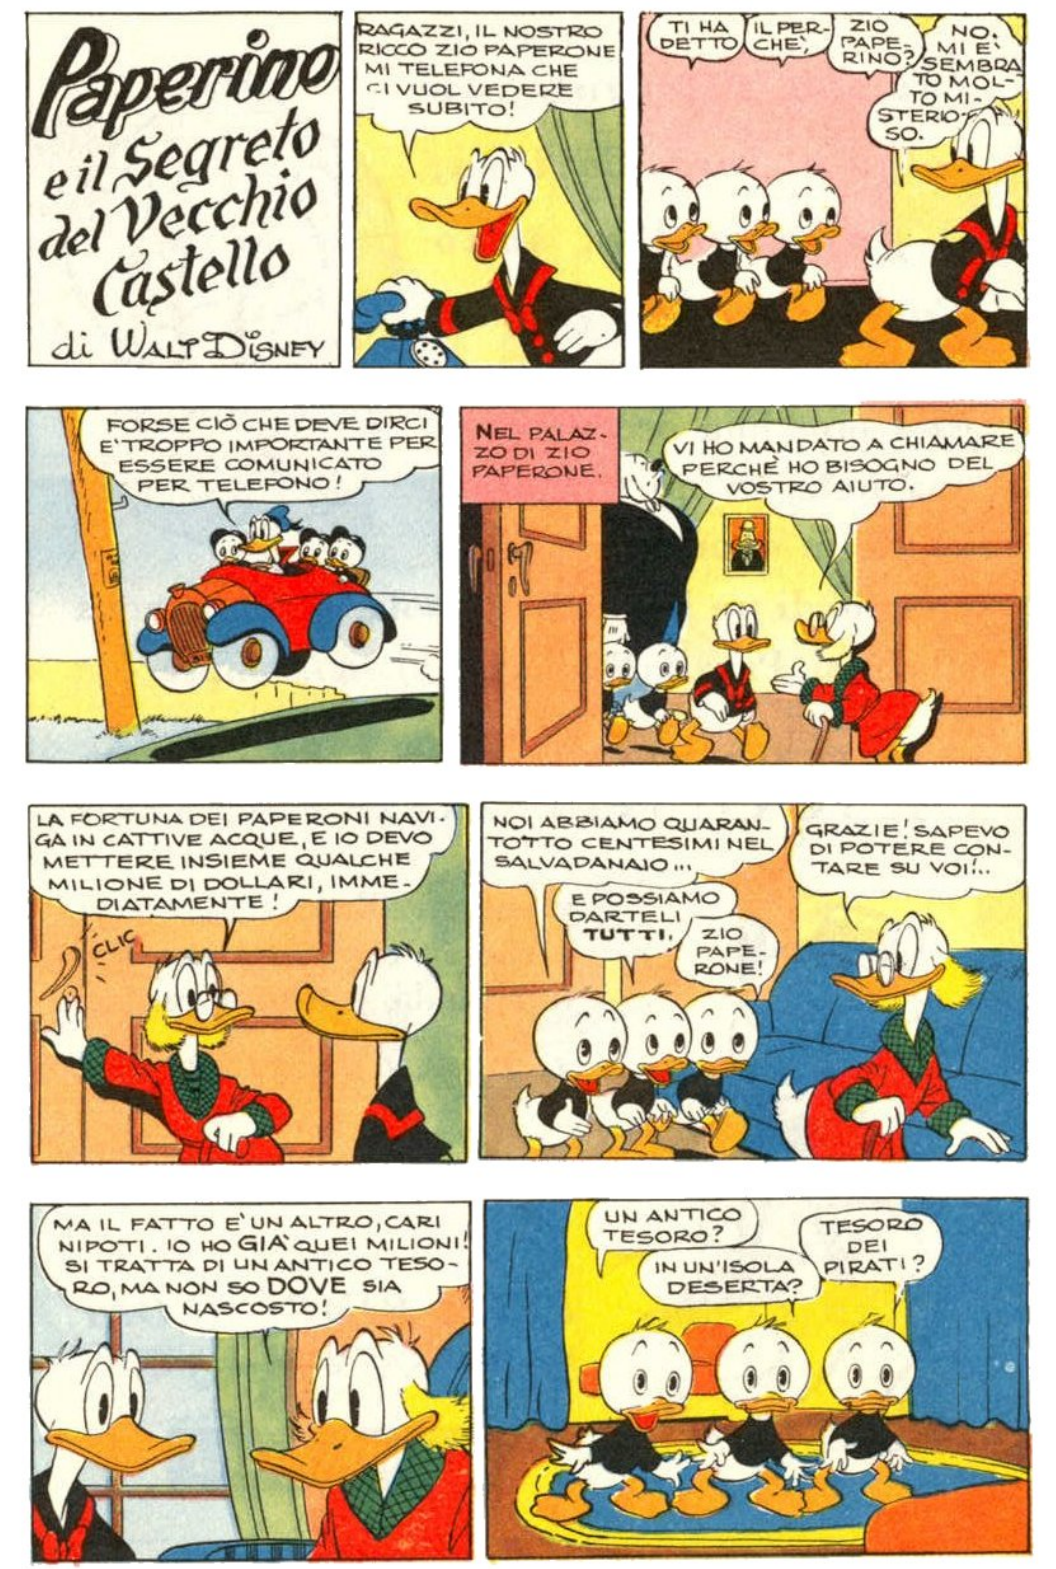 Paperino
e il Segreto
del Vecchio
Castello
di WALT DISNEY
RAGAZZI, IL NOSTRO
RICCO ZIO PAPERONE
MI TELEFONA CHE
CI VUOL VEDERE
SUBITO!
TI HA
DETTO
IL PER-
CHE',
ZIO
PAPE-
RINO?
NO.
MI E'
SEMBRA
TO MOL-
TO MI-
STERIO-
SO.
FORSE CIÒ CHE DEVE DIRCI
E' TROPPO IMPORTANTE PER
ESSERE COMUNICATO
PER TELEFONO!
NEL PALAZ-
ZO DI ZIO
PAPERONE.
VI HO MANDATO A CHIAMARE
PERCHÈ HO BISOGNO DEL
VOSTRO AIUTO.
LA FORTUNA DEI PAPERONI NAVI-
GA IN CATTIVE ACQUE, E IO DEVO
METTERE INSIEME QUALCHE
MILIONE DI DOLLARI, IMME-
DIATAMENTE!
CLIC
NOI ABBIAMO QUARAN-
TOTTO CENTESIMI NEL
SALVADANAIO...
E POSSIAMO
DARTELI
TUTTI,
ZIO
PAPE-
RONE!
GRAZIE! SAPEVO
DI POTERE CON-
TARE SU VOI!..
MA IL FATTO E' UN ALTRO, CARI
NIPOTI. IO HO GIA' QUEI MILIONI!
SI TRATTA DI UN ANTICO TESO-
RO, MA NON SO DOVE SIA
NASCOSTO!
UN ANTICO
TESORO?
IN UN'ISOLA
DESERTA?
TESORO
DEI
PIRATI?